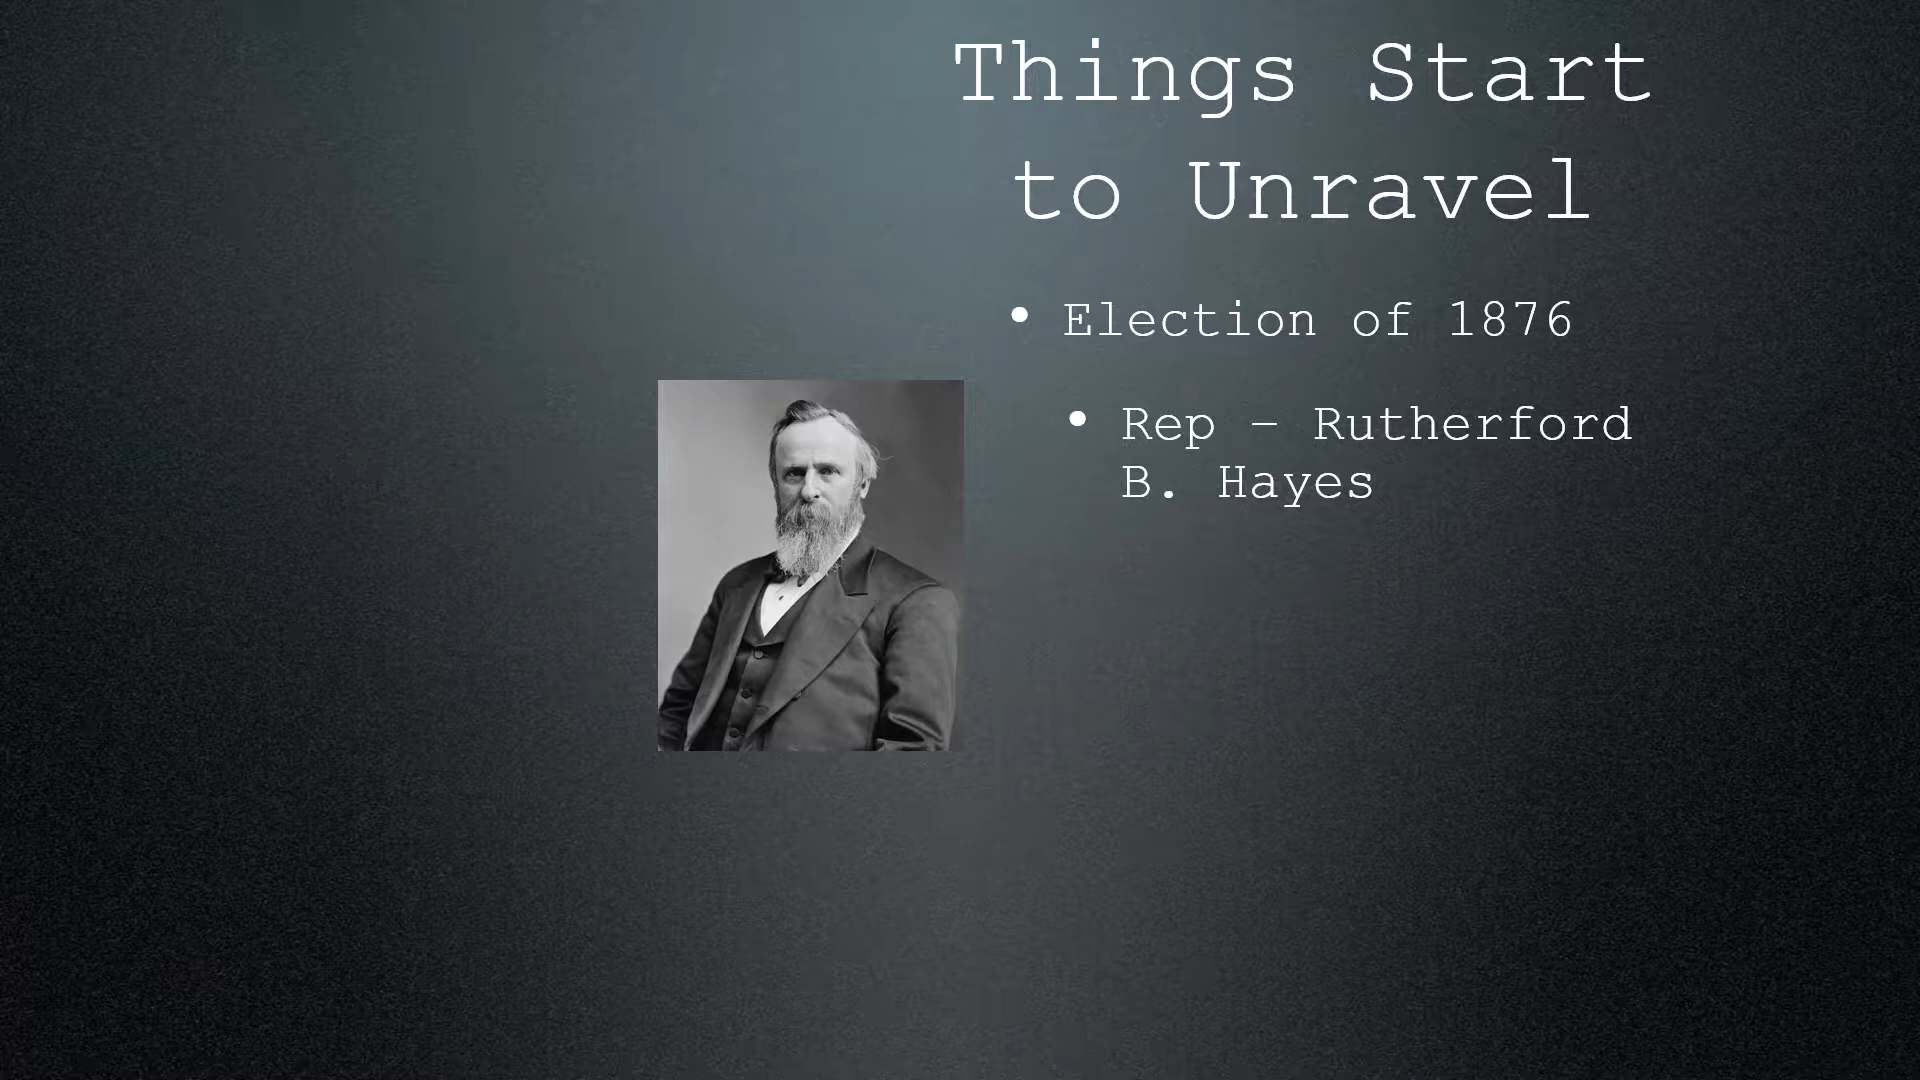 Things Start
to Unravel
• Election of 1876
• Rep – Rutherford
B. Hayes